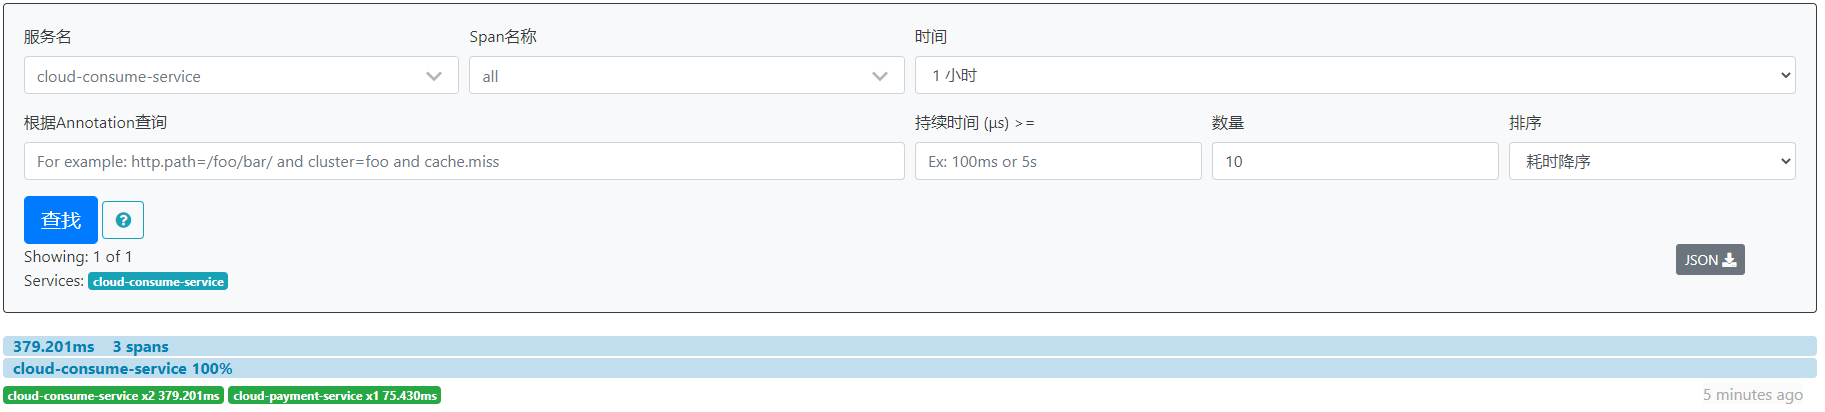 服务名 Span名称 时间
cloud-consume-service all 1 小时
根据Annotation查询 持续时间 (μs) >= 数量 排序
For example: http.path=/foo/bar/ and cluster=foo and cache.miss Ex: 100ms or 5s 10 耗时降序
查找
Showing: 1 of 1
JSON
Services: cloud-consume-service
379.201ms 3 spans
cloud-consume-service 100%
cloud-consume-service x2 379.201ms cloud-payment-service x1 75.430ms 5 minutes ago